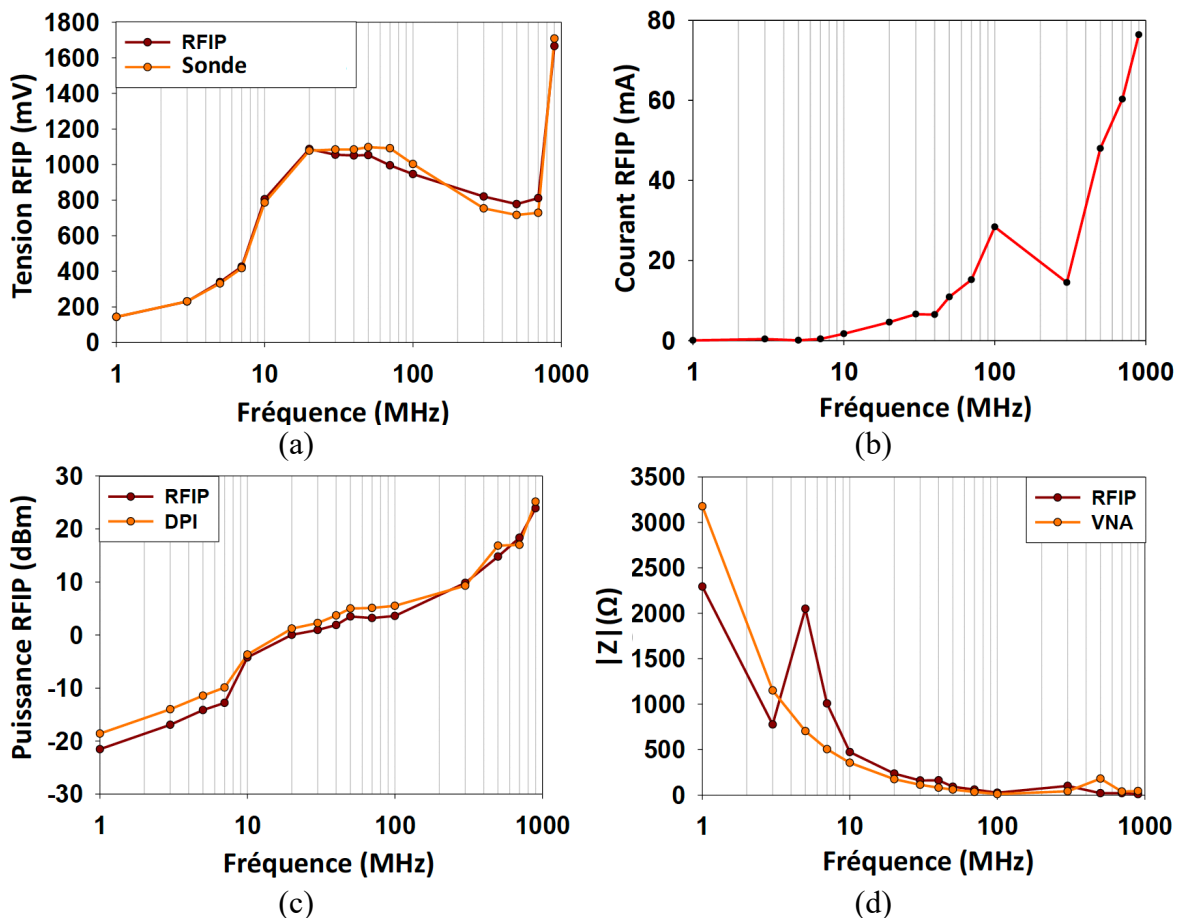 1800
1600
1400
1200
1000
800
600
400
200
0
Tension RFIP (mV)
RFIP
Sonde
1 10 100 1000
Fréquence (MHz)
(a)
80
60
40
20
0
Courant RFIP (mA)
1 10 100 1000
Fréquence (MHz)
(b)
30
20
10
0
-10
-20
-30
Puissance RFIP (dBm)
RFIP
DPI
1 10 100 1000
Fréquence (MHz)
(c)
3500
3000
2500
2000
1500
1000
500
0
|Z|(Ω)
RFIP
VNA
1 10 100 1000
Fréquence (MHz)
(d)